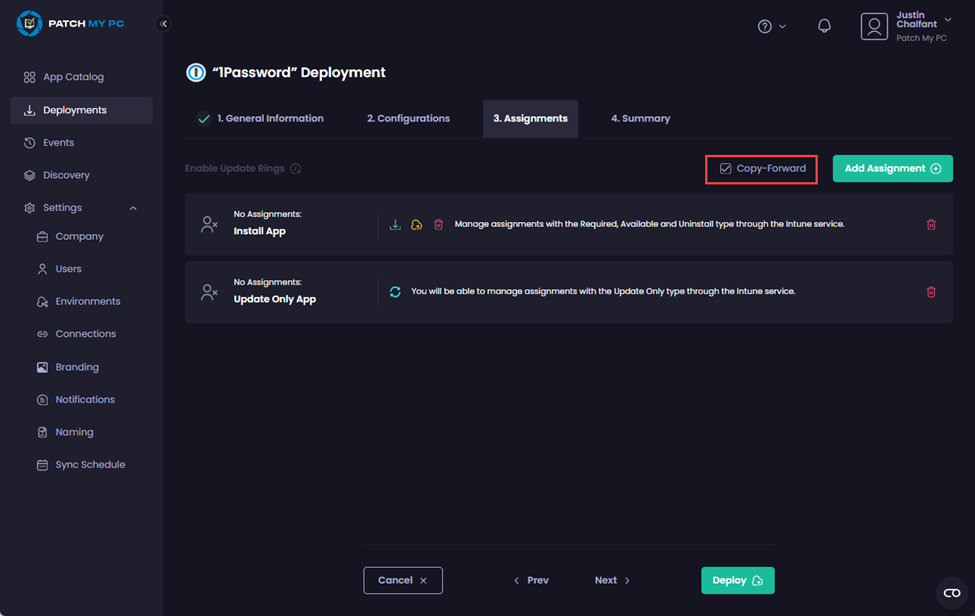 PATCH MY PC
Justin
Chalfant
Patch My PC
App Catalog
Deployments
Events
Discovery
Settings
Company
Users
Environments
Connections
Branding
Notifications
Naming
Sync Schedule
“1Password” Deployment
1. General Information
2. Configurations
3. Assignments
4. Summary
Enable Update Rings
Copy-Forward
Add Assignment
No Assignments:
Install App
Manage assignments with the Required, Available and Uninstall type through the Intune service.
No Assignments:
Update Only App
You will be able to manage assignments with the Update Only type through the Intune service.
Cancel
Prev
Next
Deploy